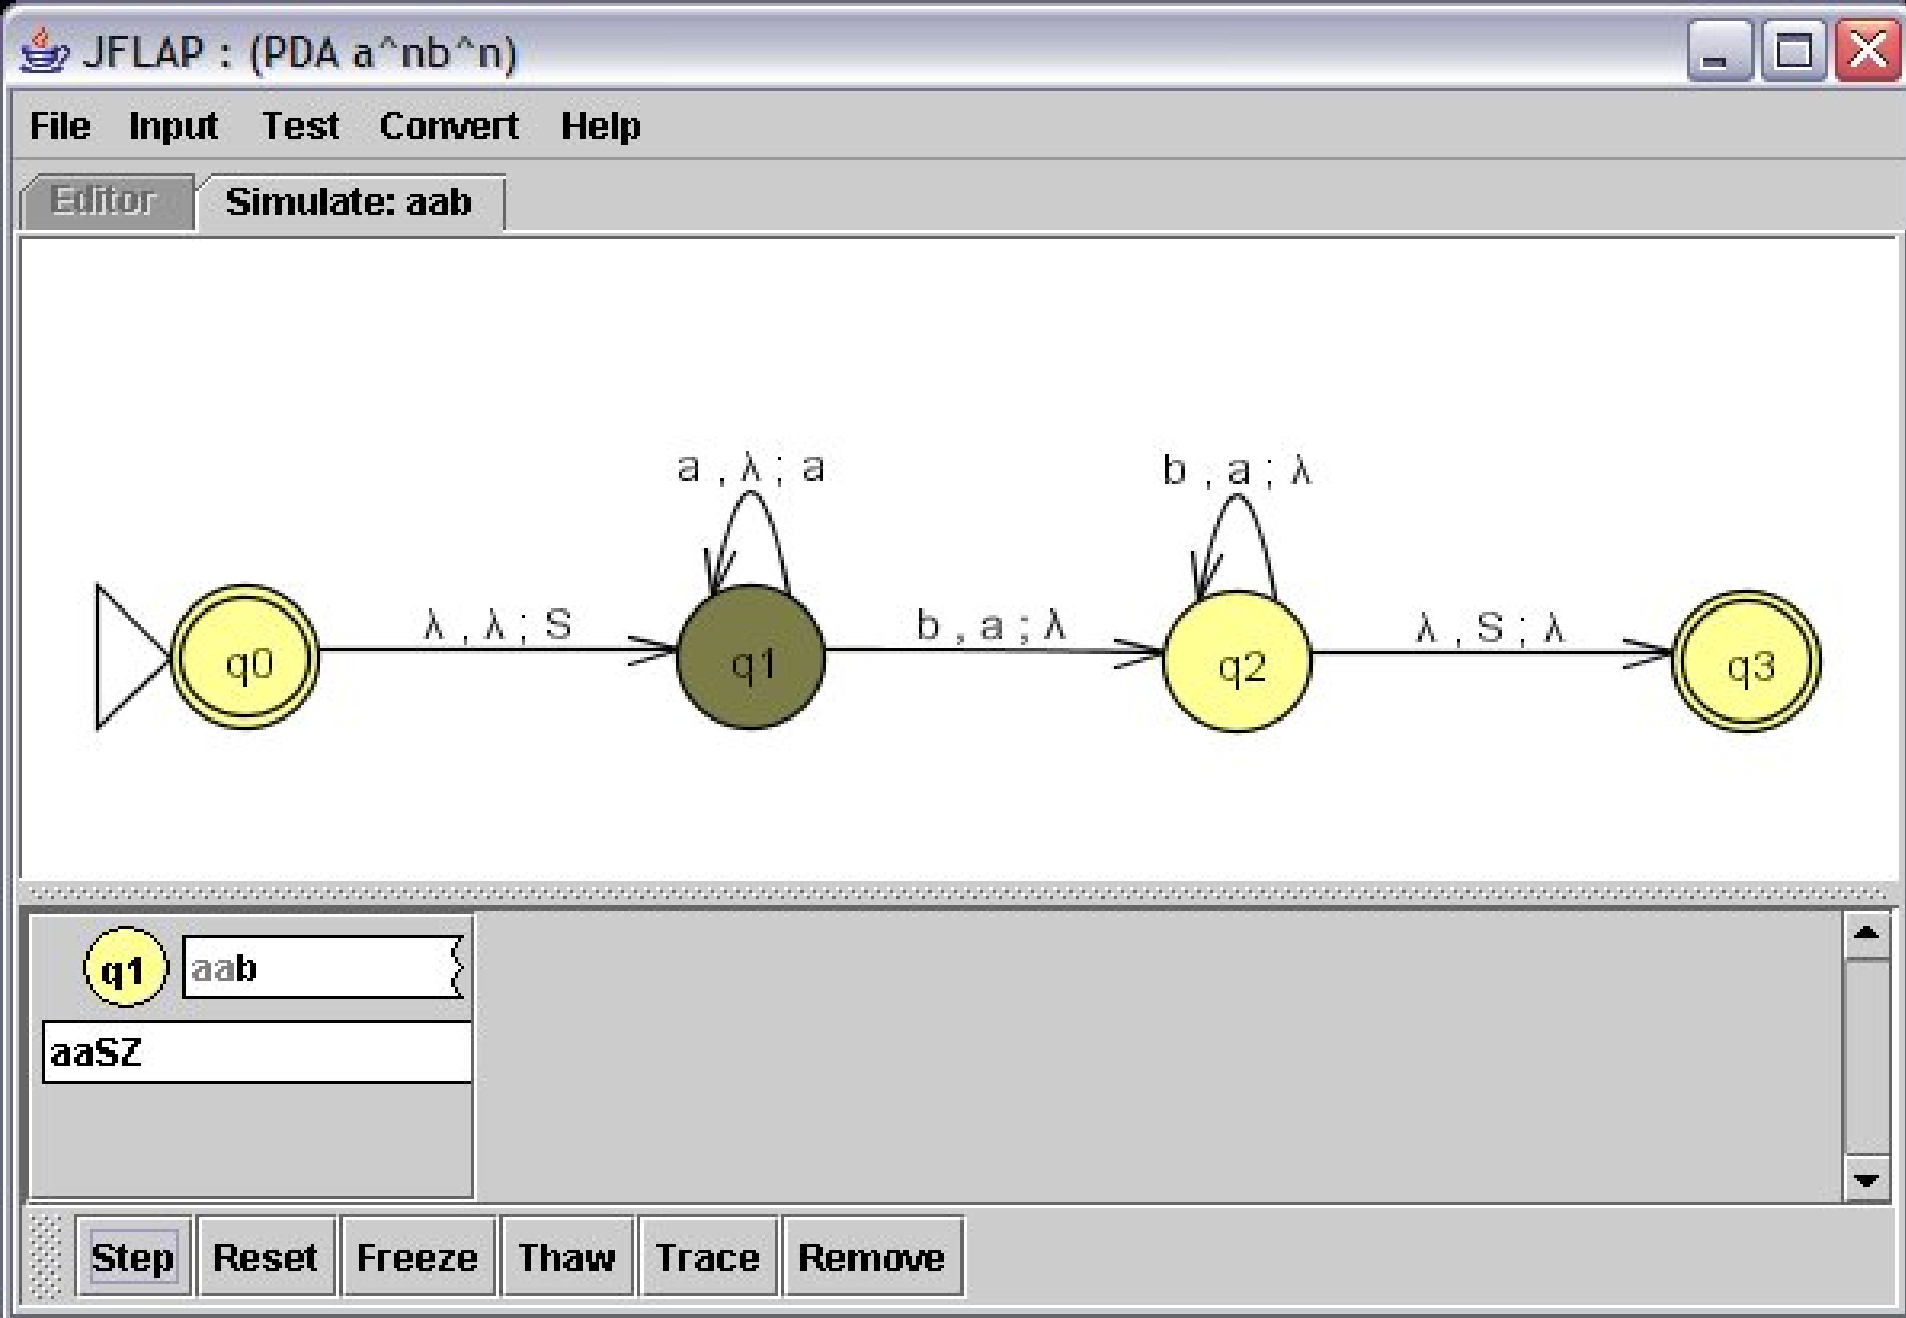 JFLAP : (PDA a^nb^n)
File Input Test Convert Help
Editor Simulate: aab
a , λ ; a b , a ; λ
λ , λ ; S b , a ; λ λ , S ; λ
q0 q1 q2 q3
q1 aab
aaSZ
Step Reset Freeze Thaw Trace Remove